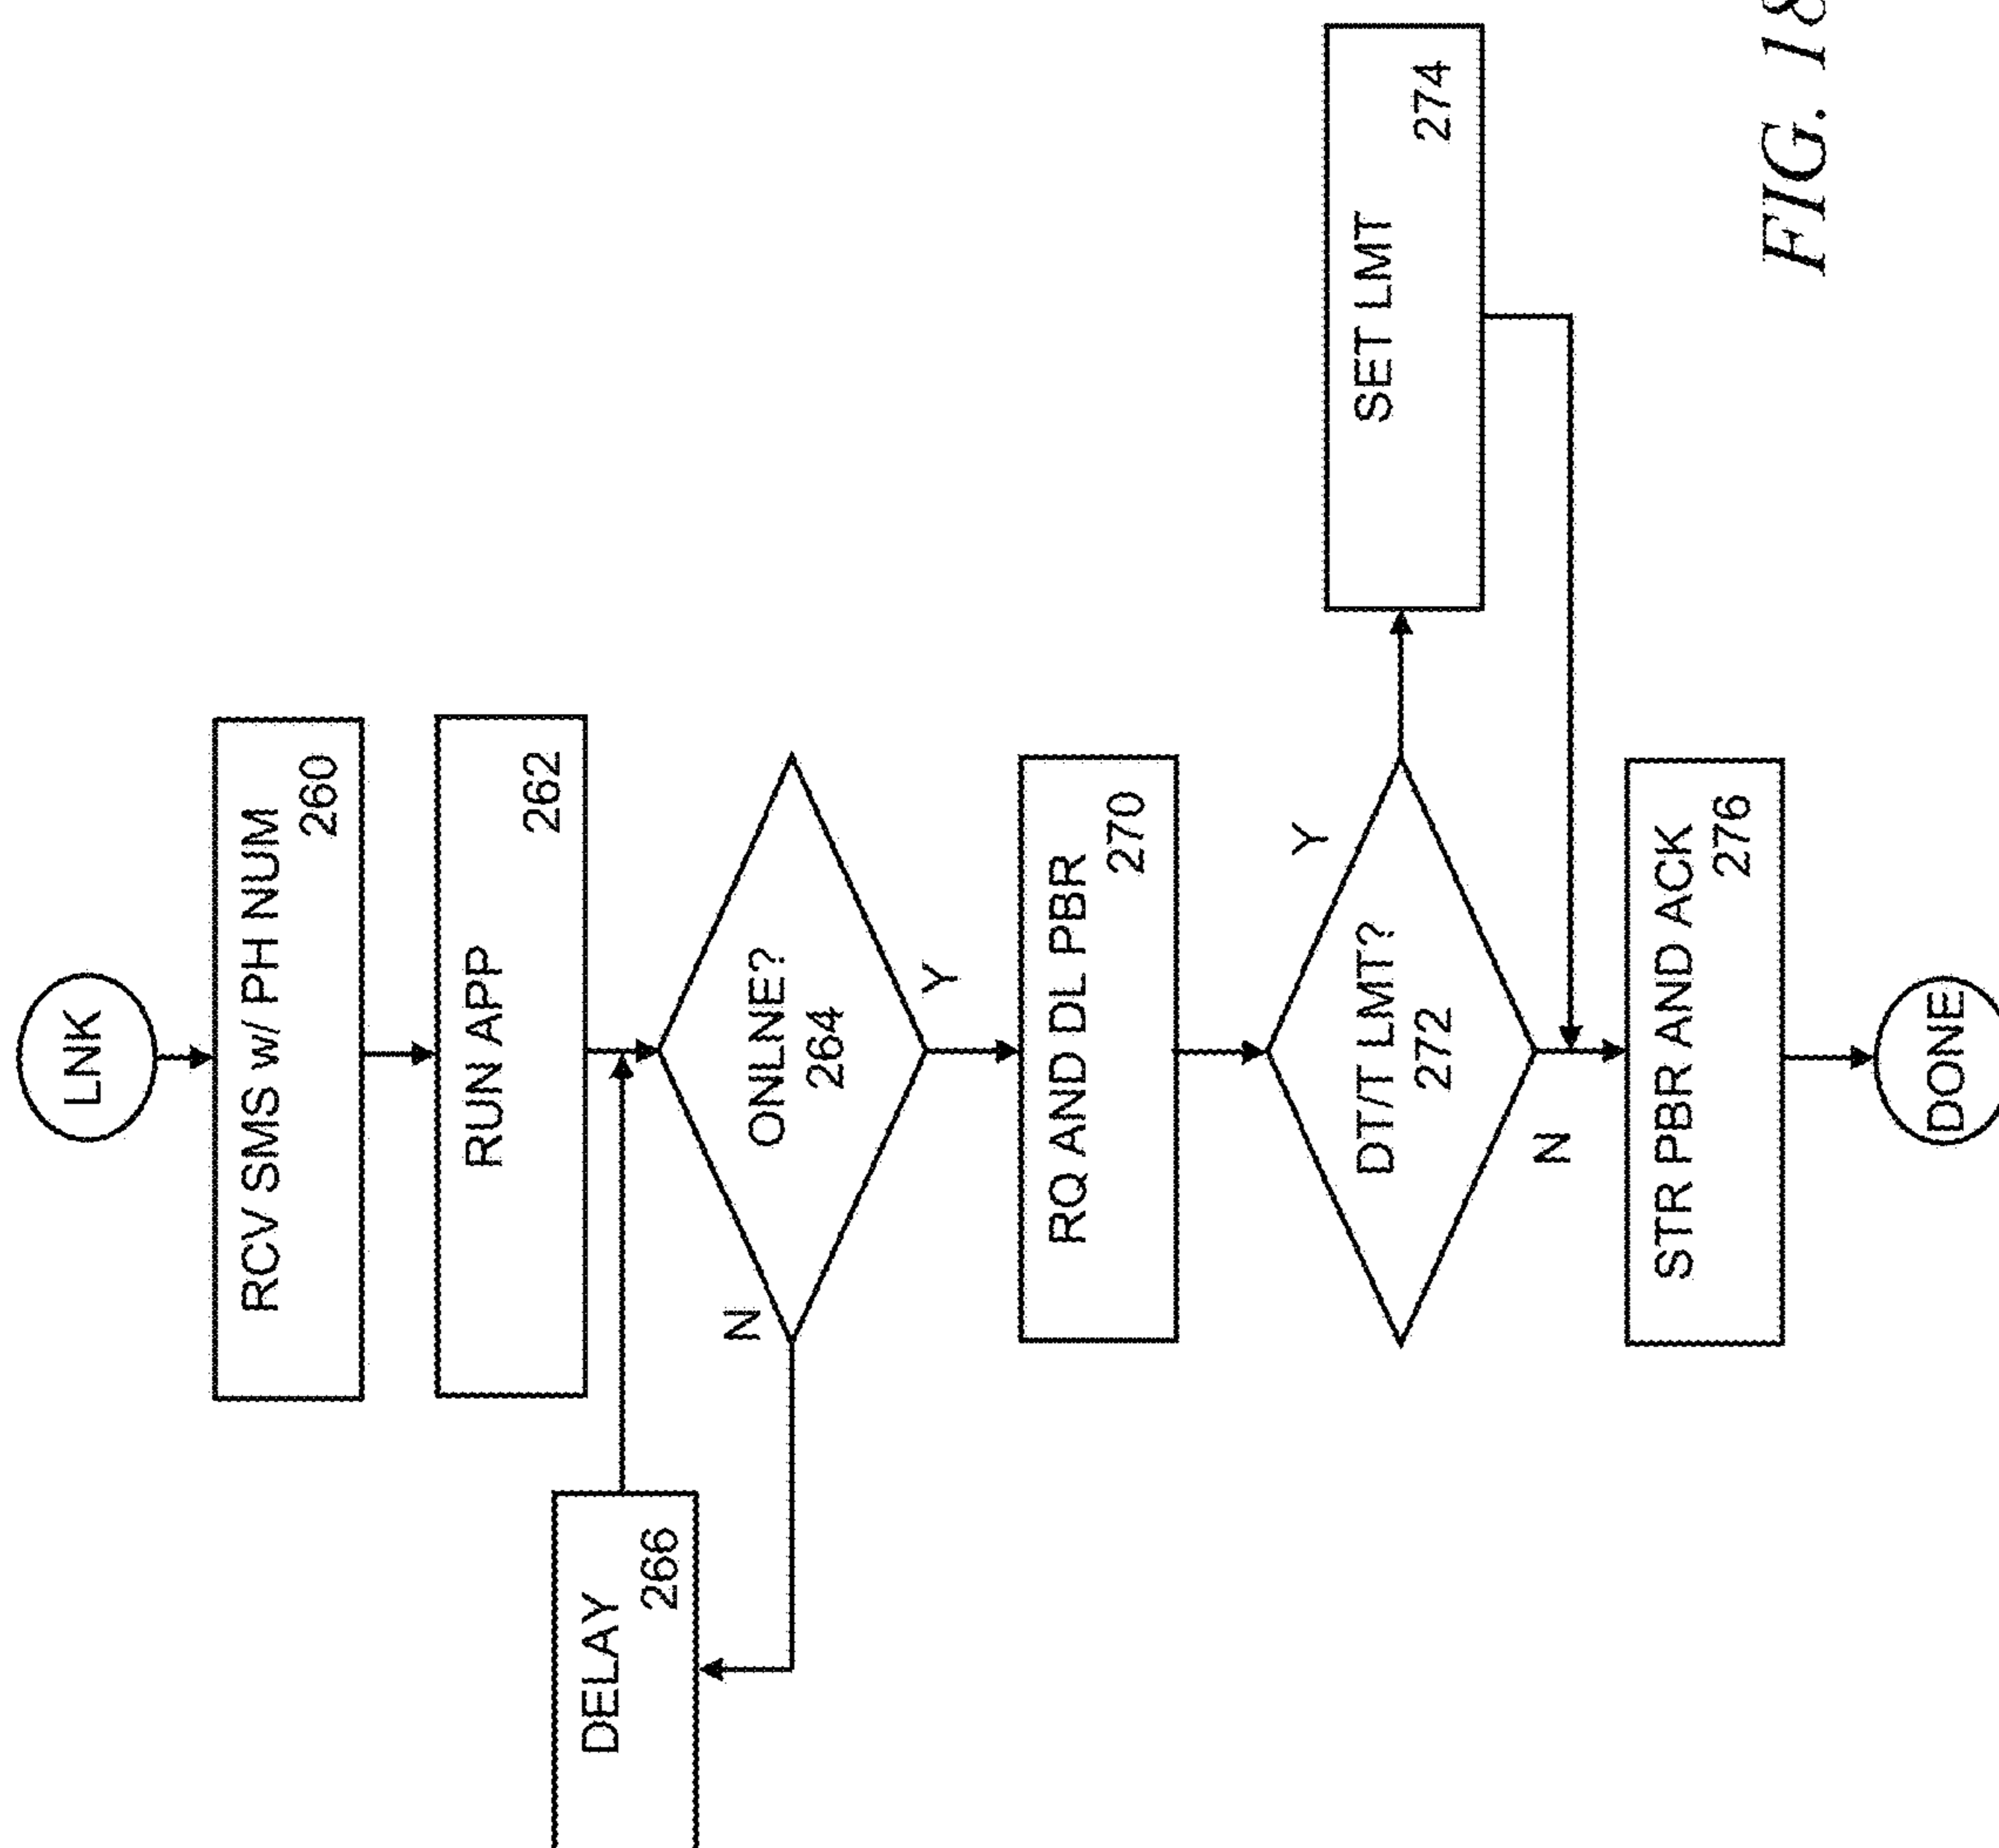 LNK
RCV SMS w/ PH NUM
260
RUN APP
262
DELAY
266
N
ONLNE?
264
Y
RQ AND DL PBR
270
Y
DT/T LMT?
272
N
SET LMT
274
STR PBR AND ACK
276
DONE
FIG. 18